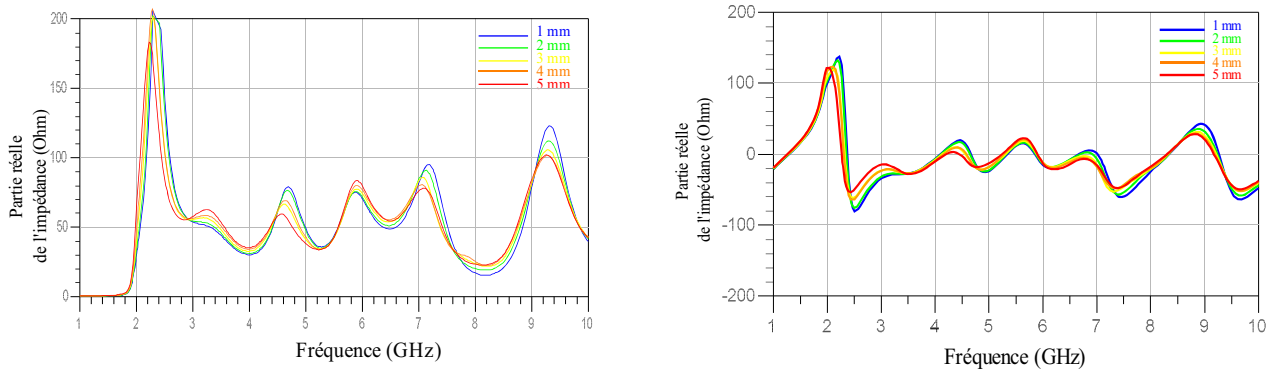 200
150
100
50
0
1 2 3 4 5 6 7 8 9 10
Partie réelle
de l'impédance (Ohm)
Fréquence (GHz)
1 mm
2 mm
3 mm
4 mm
5 mm
200
100
0
-100
-200
1 2 3 4 5 6 7 8 9 10
Partie réelle
de l'impédance (Ohm)
Fréquence (GHz)
1 mm
2 mm
3 mm
4 mm
5 mm